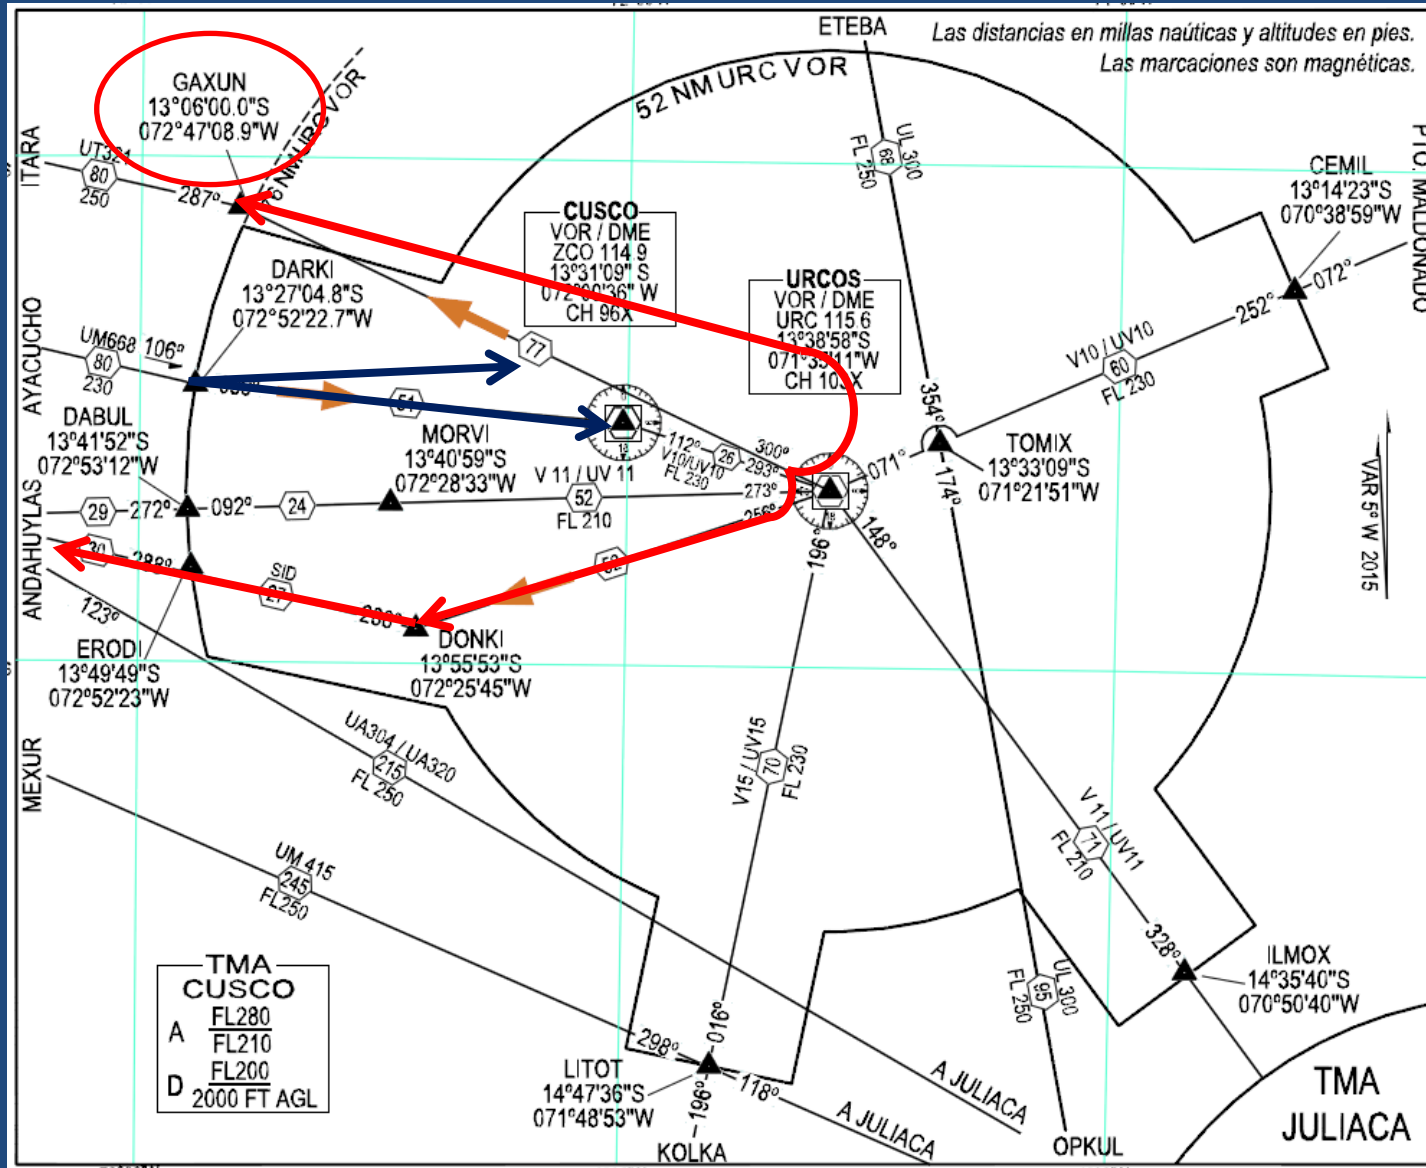 ETEBA
Las distancias en millas naúticas y altitudes en pies.
Las marcaciones son magnéticas.
52 NM URC VOR
GAXUN
13°06'00.0"S
072°47'08.9"W
NM URC VOR
ITARA
UT321
80
250
287°
UL 300
68
FL 250
PTO. MALDONADO
CEMIL
13°14'23"S
070°38'59"W
072°
252°
CUSCO
VOR / DME
ZCO 114.9
13°31'09" S
W
CH 96X
URCOS
VOR / DME
URC 115.6
13°38'58"S
CH
DARKI
13°27'04.8"S
072°52'22.7"W
AYACUCHO
UM668 106°
80
230
77
51
V10 / UV10
60
FL 230
354°
DABUL
13°41'52"S
072°53'12"W
MORVI
13°40'59"S
072°28'33"W
V 11 / UV 11
52
FL 210
112°
V10/UV10
FL 230
26
293°
300°
273°
256°
071°
174°
TOMIX
13°33'09"S
071°21'51"W
VAR 5° W 2015
29
272°
092°
24
ANDAHUYLAS
288°
SID
27
52
196°
148°
123°
ERODI
13°49'49"S
072°52'23"W
DONKI
13°55'53"S
072°25'45"W
MEXUR
UA304 / UA320
215
FL 250
V15 / UV15
70
FL 230
V 11 / UV11
71
FL 210
UM 415
245
FL250
328°
ILMOX
14°35'40"S
070°50'40"W
UL 300
95
FL 250
TMA
CUSCO
A
FL280
FL210
D
FL200
2000 FT AGL
016°
298°
LITOT
14°47'36"S
071°48'53"W
196°
118°
A JULIACA
A JULIACA
KOLKA
OPKUL
TMA
JULIACA